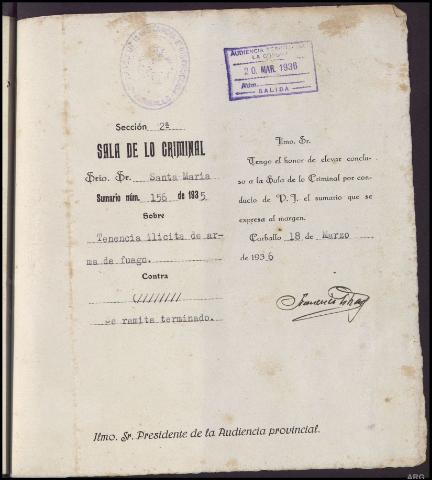 AUDIENCIA
LA CORUÑA
20 MAR. 1936
Núm.
SALIDA
Sección 2ª
SALA DE LO CRIMINAL
Srio. Sr. Santa María
Sumario núm. 156 de 1935
Sobre
Tenencia ilicita de ar-
ma de fuego.
Contra
(/////////
se remite terminado.
Ilmo. Sr.
Tengo el honor de elevar conclu-
so a la Sala de lo Criminal por con-
ducto de V. I. el sumario que se
expresa al margen.
Carballo 18 de Marzo
de 1936
Ilmo. Sr. Presidente de la Audiencia provincial.
ARG